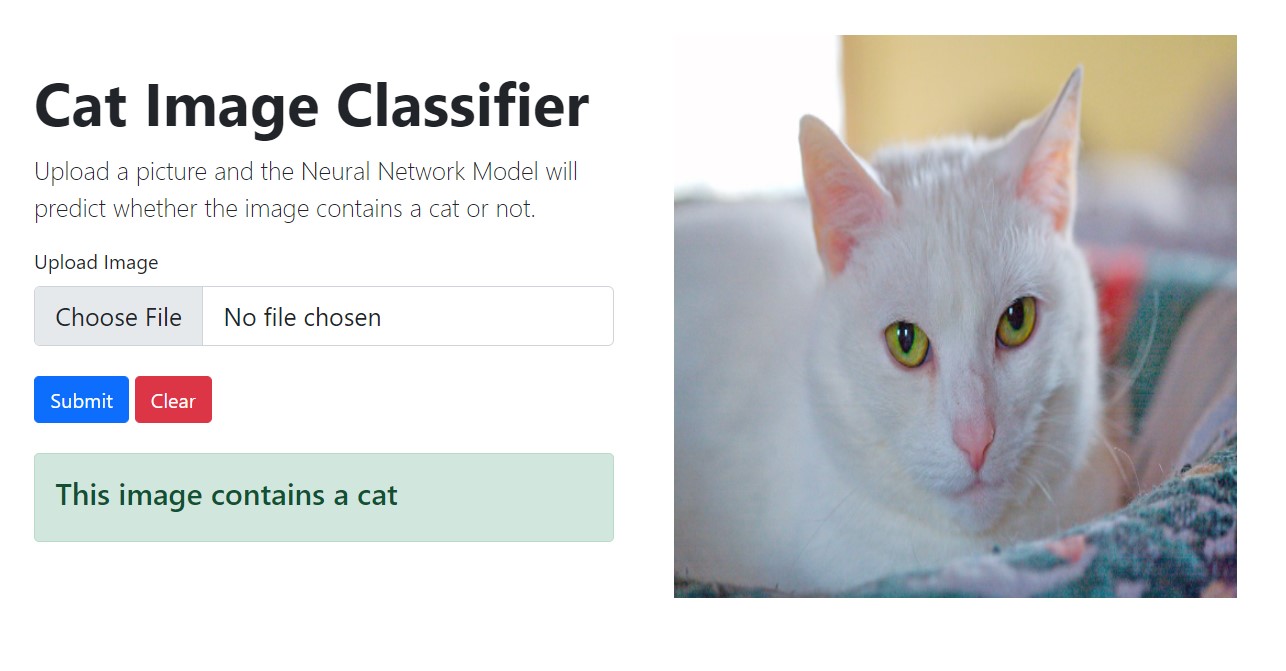 Cat Image Classifier
Upload a picture and the Neural Network Model will
predict whether the image contains a cat or not.
Upload Image
Choose File No file chosen
Submit Clear
This image contains a cat